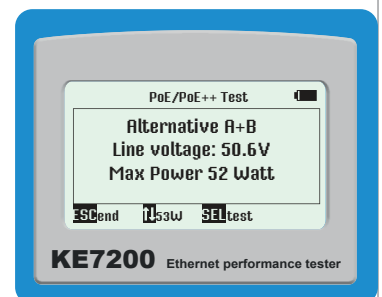 PoE/PoE++ Test
Alternative A+B
Line voltage: 50.6V
Max Power 52 Watt
ESCend ↑↓53W SELtest
KE7200 Ethernet performance tester